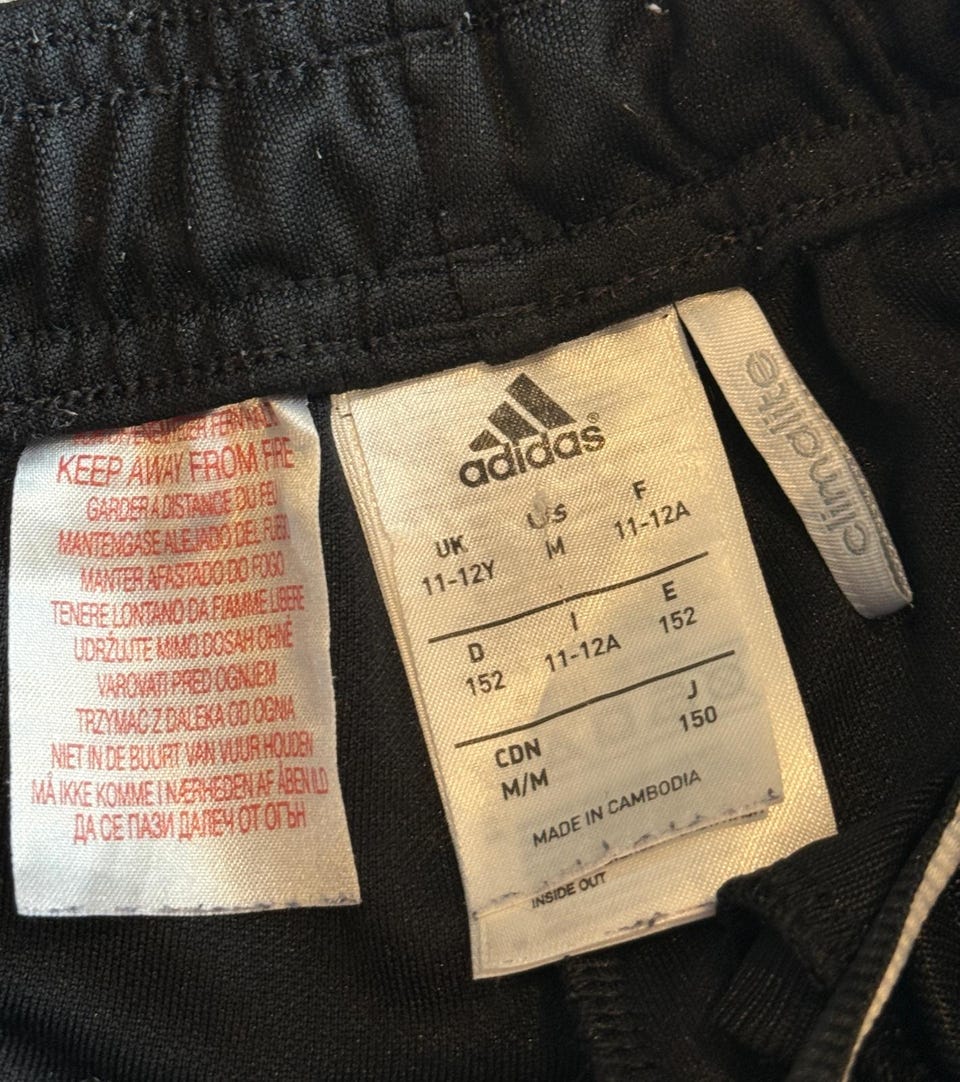 KEEP AWAY FROM FIRE
GARDER A DISTANCE DU FEU
MANTENGASE ALEJADO DEL FUEGO
MANTER AFASTADO DO FOGO
TENERE LONTANO DA FIAMME LIBERE
UDRŽUJTE MIMO DOSAH OHNĚ
VAROVATI PRED OGNJEM
TRZYMAC Z DALEKA OD OGNIA
NIET IN DE BUURT VAN VUUR HOUDEN
MÅ IKKE KOMME I NÆRHEDEN AF ÅBEN ILD
ДА СЕ ПАЗИ ДАЛЕЧ ОТ ОГЪН
adidas®
UK US F
11-12Y M 11-12A
D I E
152 11-12A 152
CDN J
M/M 150
MADE IN CAMBODIA
INSIDE OUT
climalite